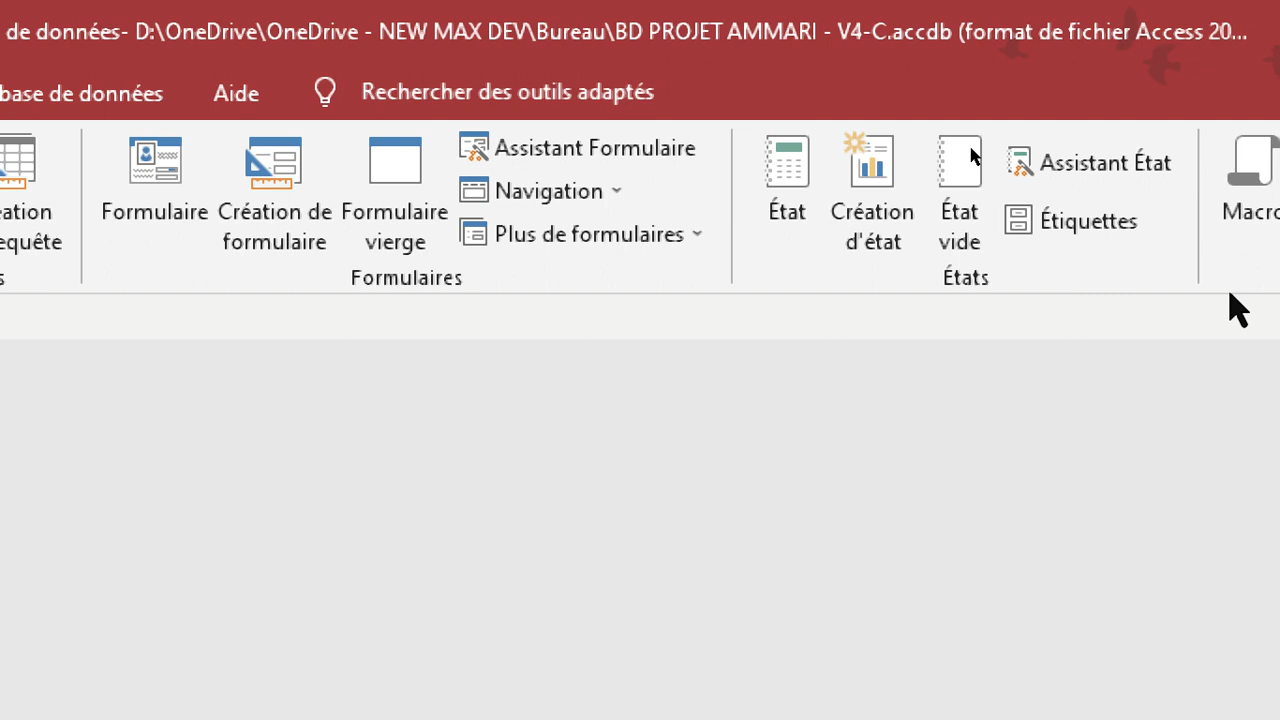 de données- D:\OneDrive\OneDrive - NEW MAX DEV\Bureau\BD PROJET AMMARI - V4-C.accdb (format de fichier Access 20...
base de données Aide Rechercher des outils adaptés
Formulaire
Création de formulaire
Formulaire vierge
Assistant Formulaire
Navigation
Plus de formulaires
Formulaires
État
Création d'état
État vide
Assistant État
Étiquettes
États